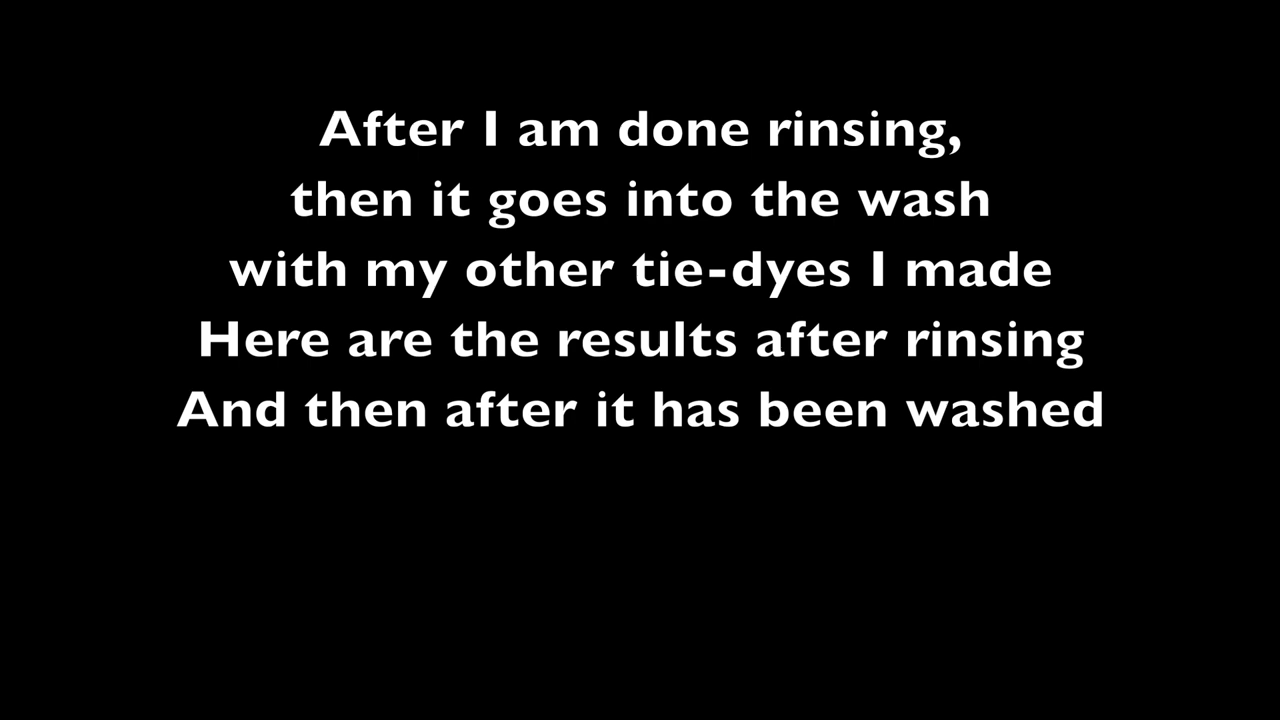 After I am done rinsing,
then it goes into the wash
with my other tie-dyes I made
Here are the results after rinsing
And then after it has been washed